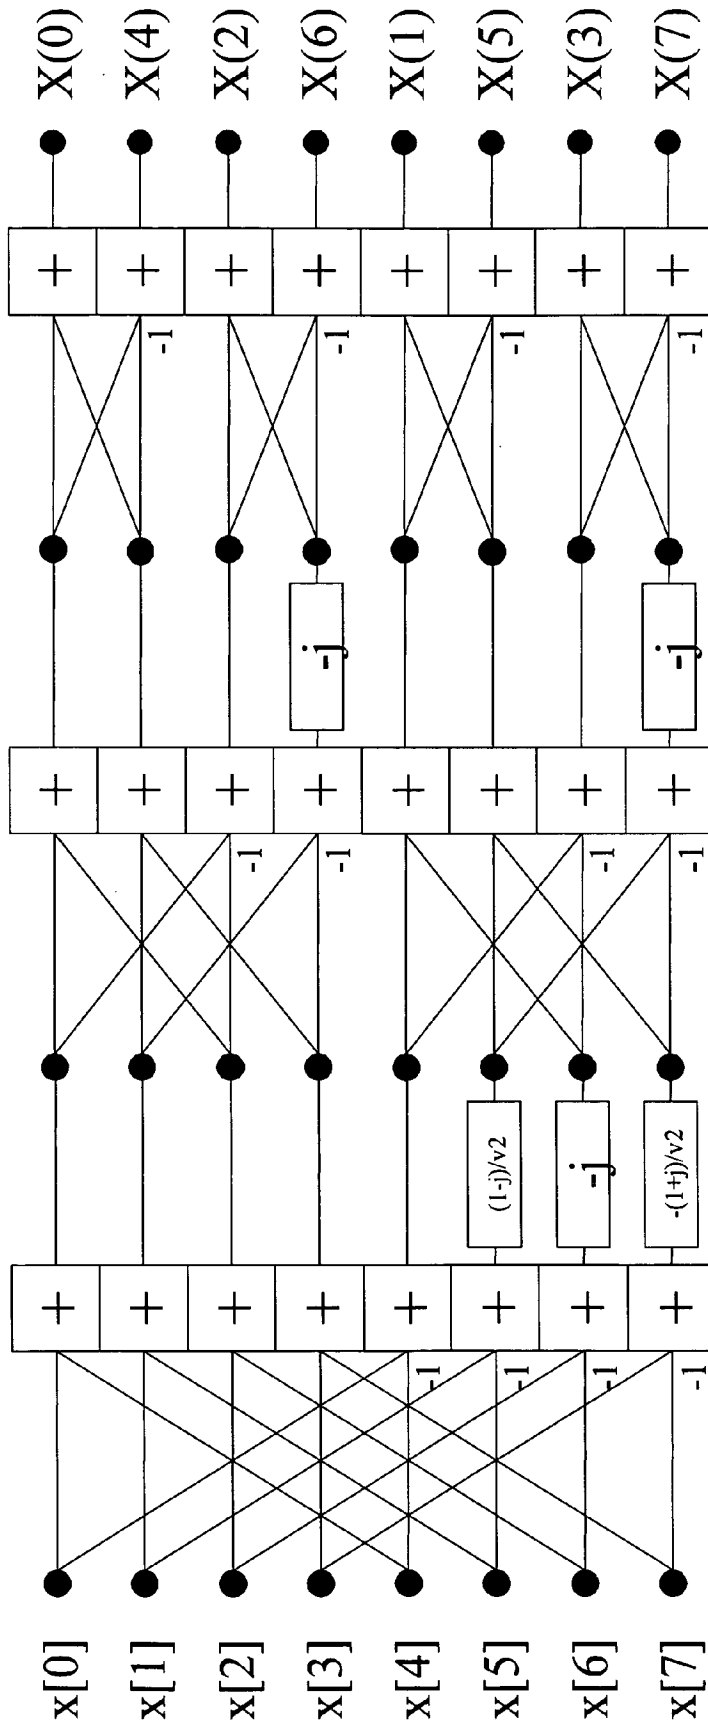 X(0) X(4) X(2) X(6) X(1) X(5) X(3) X(7)
+ + + + + + + +
-1 -1 -1 -1
-j -j
+ + + + + + + +
-1 -1 -1 -1
(1-j)/v2 -j -(1+j)/v2
+ + + + + + + +
-1 -1 -1 -1
x[0] x[1] x[2] x[3] x[4] x[5] x[6] x[7]